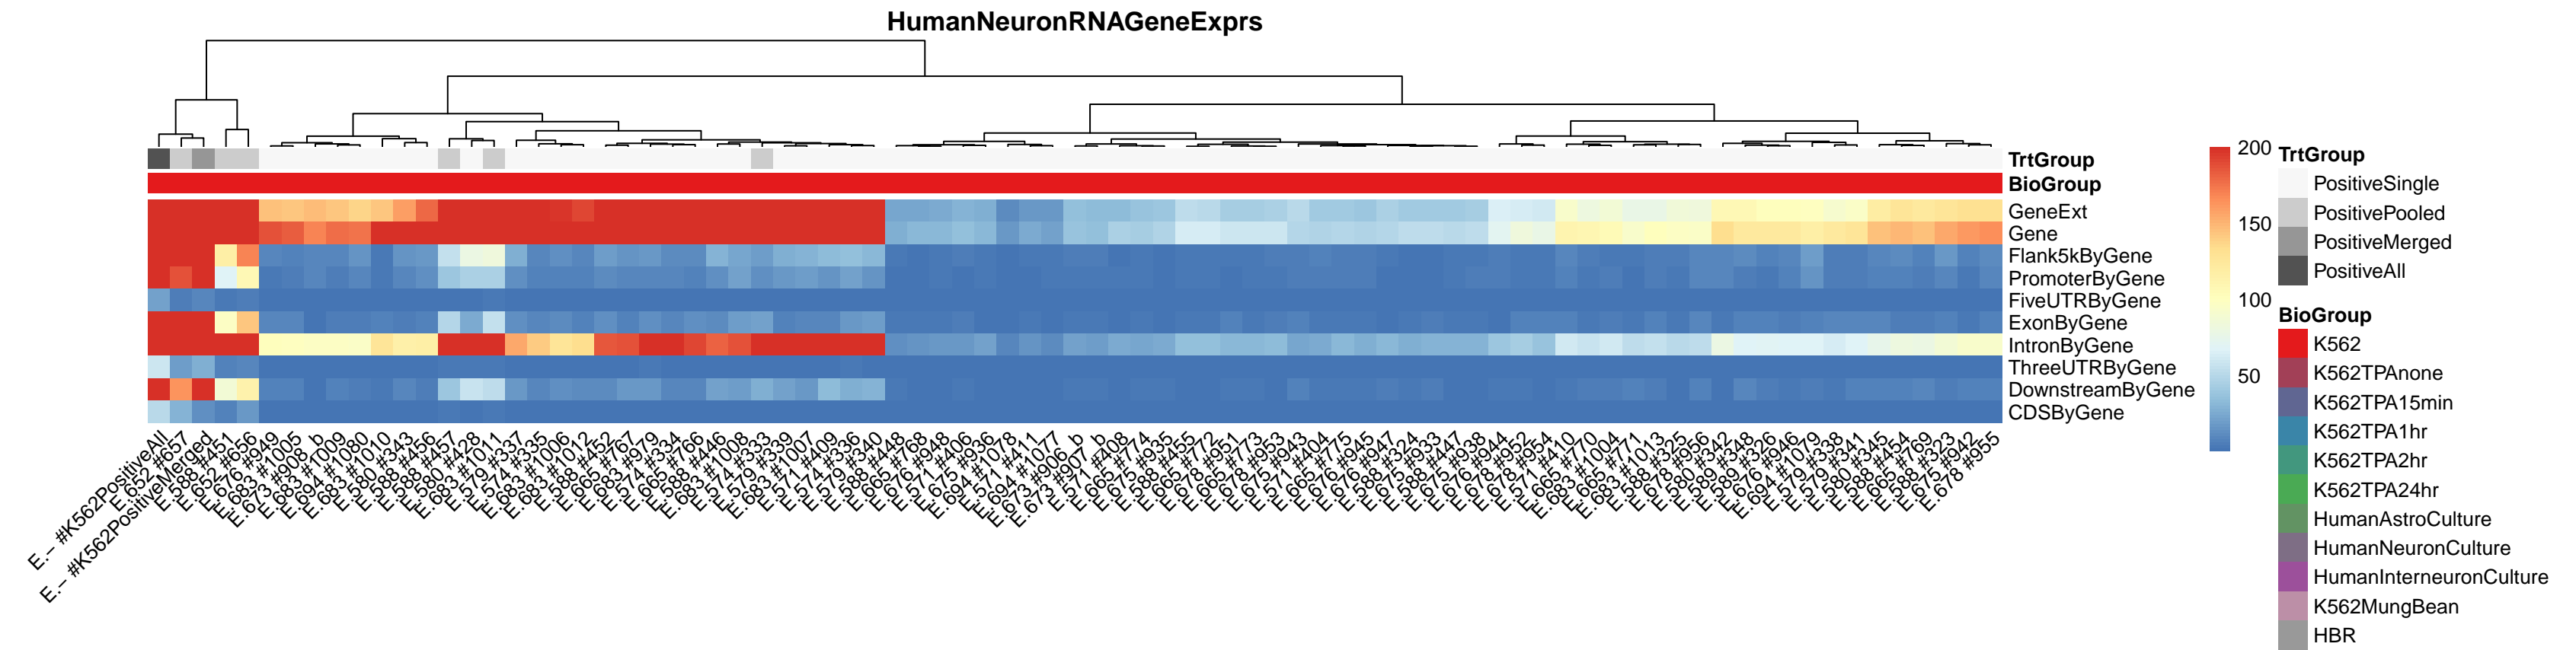 HumanNeuronRNAGeneExprs
TrtGroup
BioGroup
GeneExt
Gene
Flank5kByGene
PromoterByGene
FiveUTRByGene
ExonByGene
IntronByGene
ThreeUTRByGene
DownstreamByGene
CDSByGene
200
150
100
50
TrtGroup
PositiveSingle
PositivePooled
PositiveMerged
PositiveAll
BioGroup
K562
K562TPAnone
K562TPA15min
K562TPA1hr
K562TPA2hr
K562TPA24hr
HumanAstroCulture
HumanNeuronCulture
HumanInterneuronCulture
K562MungBean
HBR
E.– #K562PositiveAll
E.652 #657
E.– #K562PositiveMerged
E.588 #451
E.652 #656
E.676 #949
E.683 #1005
E.673 #908_b
E.683 #1009
E.694 #1080
E.683 #1010
E.580 #343
E.588 #456
E.588 #457
E.580 #428
E.683 #1011
E.579 #337
E.574 #335
E.683 #1006
E.683 #1012
E.588 #452
E.665 #767
E.673 #979
E.574 #334
E.665 #766
E.588 #446
E.683 #1008
E.574 #333
E.579 #339
E.683 #1007
E.571 #409
E.574 #336
E.579 #340
E.588 #448
E.665 #768
E.676 #948
E.571 #406
E.675 #936
E.694 #1078
E.571 #411
E.694 #1077
E.673 #906_b
E.673 #907_b
E.571 #408
E.665 #774
E.675 #935
E.588 #455
E.665 #772
E.678 #951
E.665 #773
E.678 #953
E.675 #943
E.571 #404
E.665 #775
E.676 #945
E.676 #947
E.588 #324
E.675 #933
E.588 #447
E.675 #938
E.676 #944
E.678 #952
E.678 #954
E.571 #410
E.665 #770
E.683 #1004
E.665 #771
E.683 #1013
E.588 #325
E.678 #956
E.580 #342
E.589 #348
E.589 #326
E.676 #946
E.694 #1079
E.579 #338
E.579 #341
E.580 #345
E.588 #454
E.665 #769
E.588 #323
E.675 #942
E.678 #955